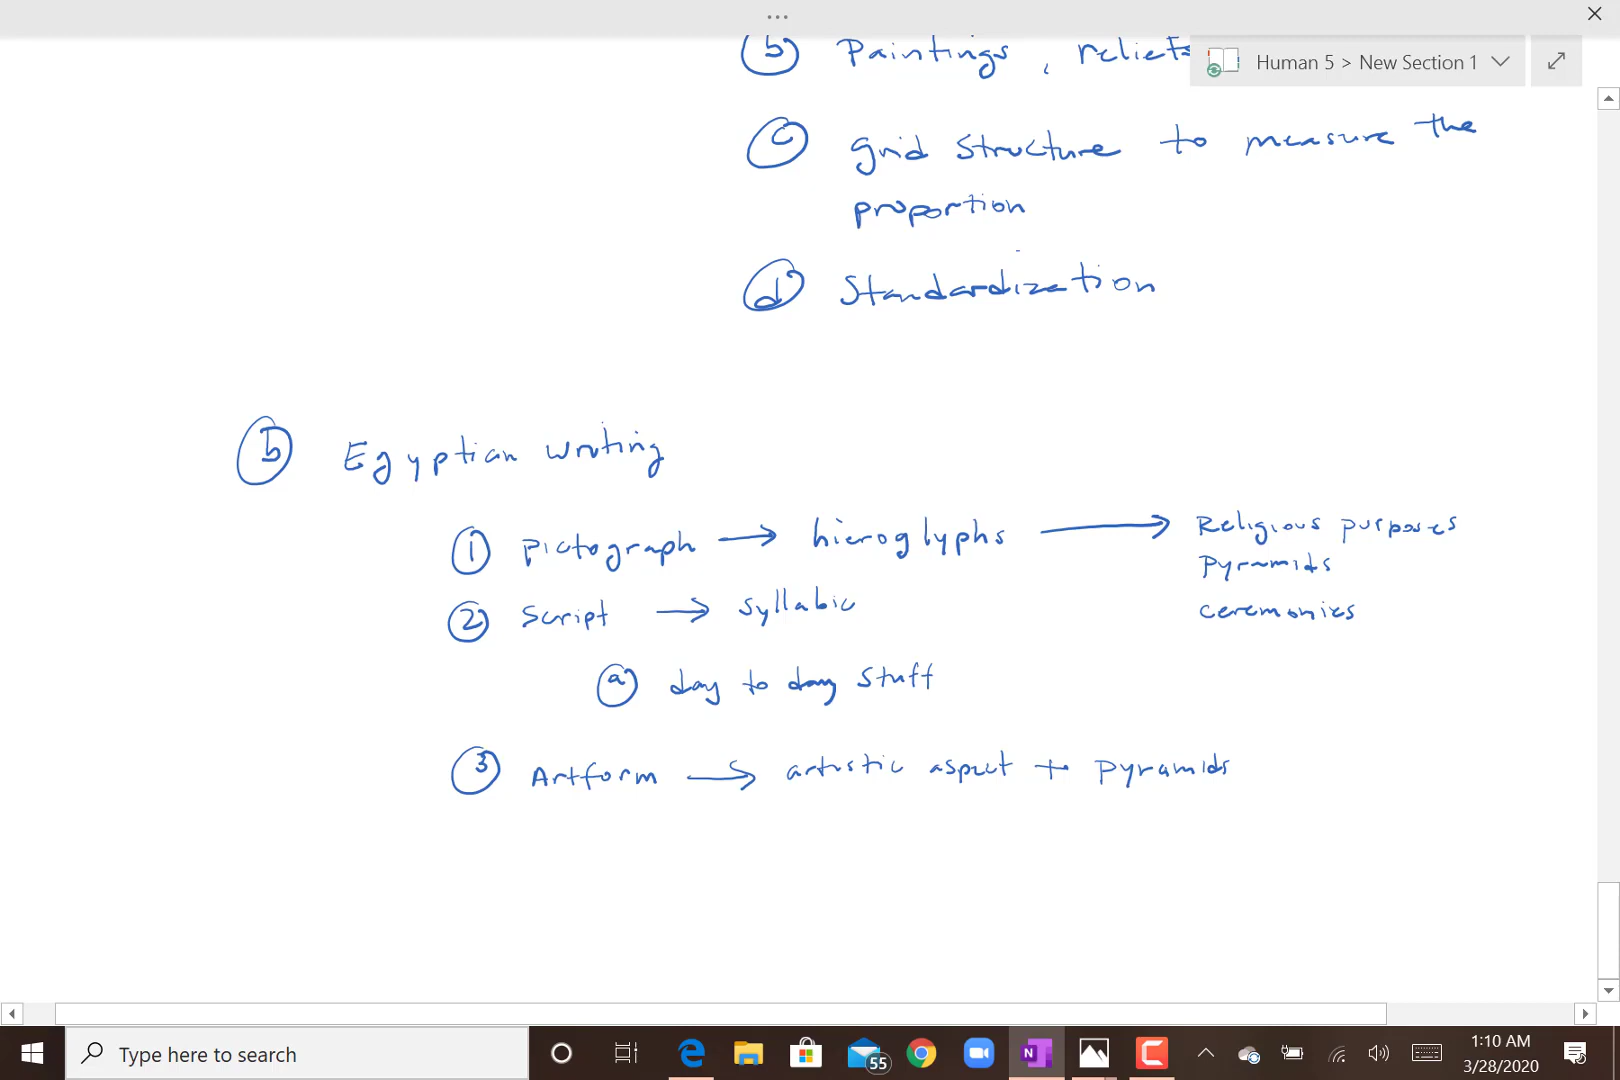 b Paintings, reliefs
Human 5 > New Section 1
c grid structure to measure the
proportion
d Standardization
b Egyptian writing
1 Pictograph → hieroglyphs → Religious purposes
Pyramids
2 Script → syllabic
ceremonies
a day to day stuff
3 Artform → artistic aspect + pyramids
Type here to search
55
N
1:10 AM
3/28/2020